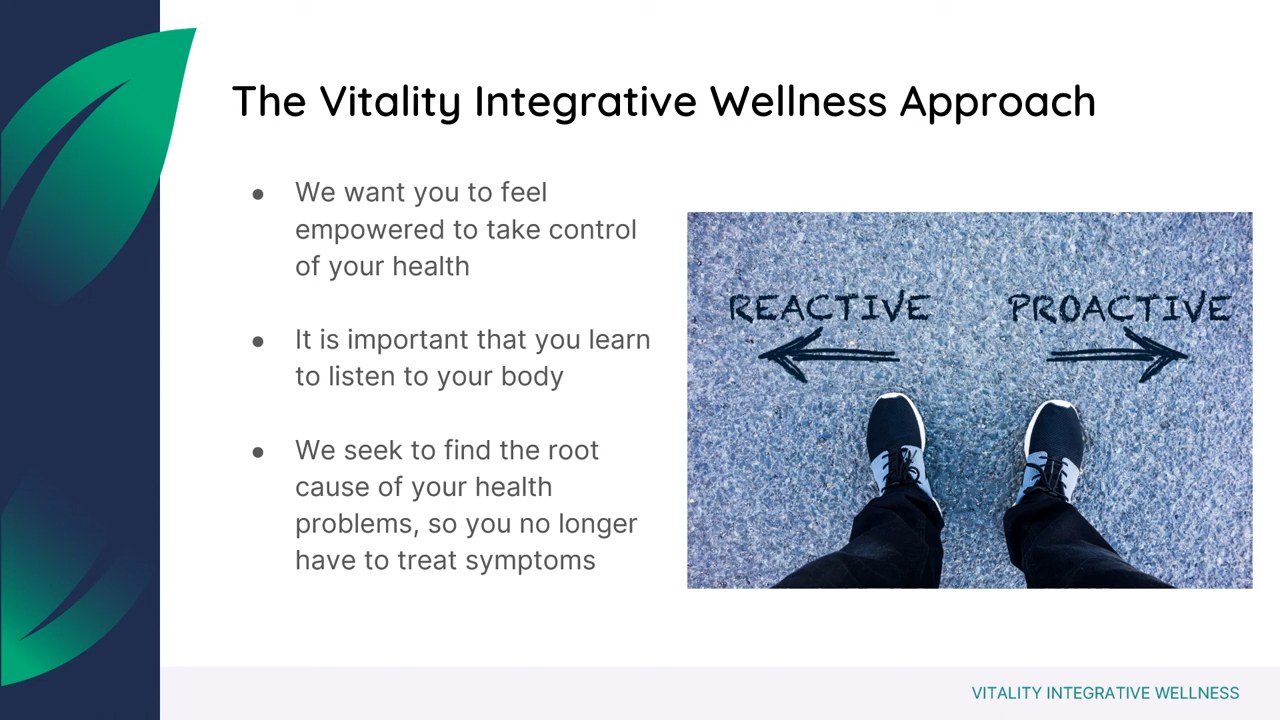 The Vitality Integrative Wellness Approach
● We want you to feel
empowered to take control
of your health
● It is important that you learn
to listen to your body
● We seek to find the root
cause of your health
problems, so you no longer
have to treat symptoms
REACTIVE PROACTIVE
VITALITY INTEGRATIVE WELLNESS